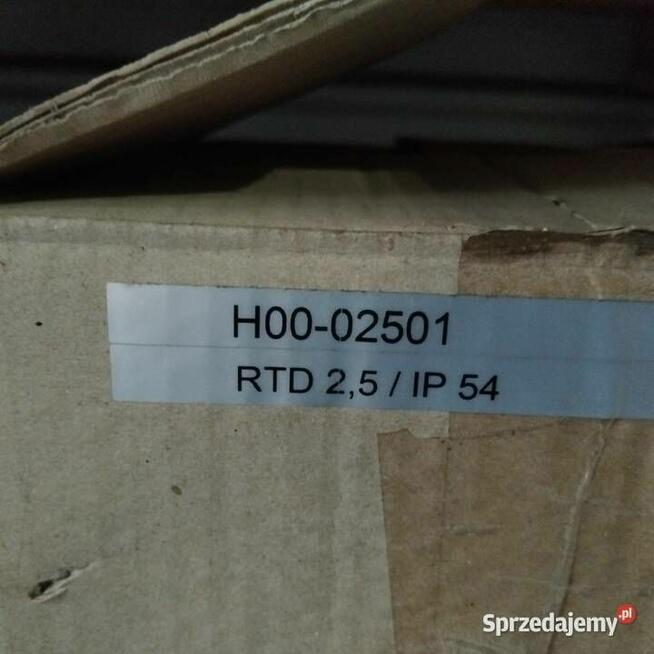 H00-02501
RTD 2,5 / IP 54
Sprzedajemy.pl